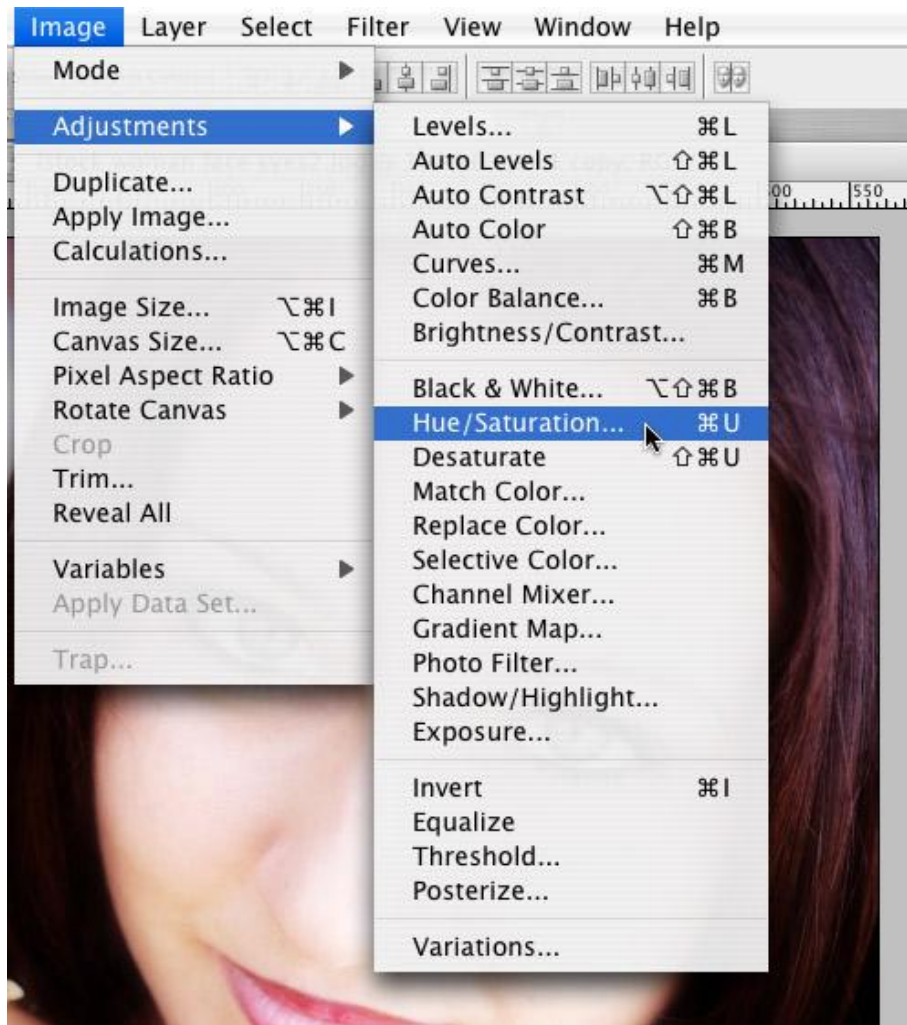 Image Layer Select Filter View Window Help
Mode
Adjustments
Duplicate...
Apply Image...
Calculations...
Image Size... ⌥⌘I
Canvas Size... ⌥⌘C
Pixel Aspect Ratio
Rotate Canvas
Crop
Trim...
Reveal All
Variables
Apply Data Set...
Trap...
Levels... ⌘L
Auto Levels ⇧⌘L
Auto Contrast ⌥⇧⌘L
Auto Color ⇧⌘B
Curves... ⌘M
Color Balance... ⌘B
Brightness/Contrast...
Black & White... ⌥⇧⌘B
Hue/Saturation... ⌘U
Desaturate ⇧⌘U
Match Color...
Replace Color...
Selective Color...
Channel Mixer...
Gradient Map...
Photo Filter...
Shadow/Highlight...
Exposure...
Invert ⌘I
Equalize
Threshold...
Posterize...
Variations...
550